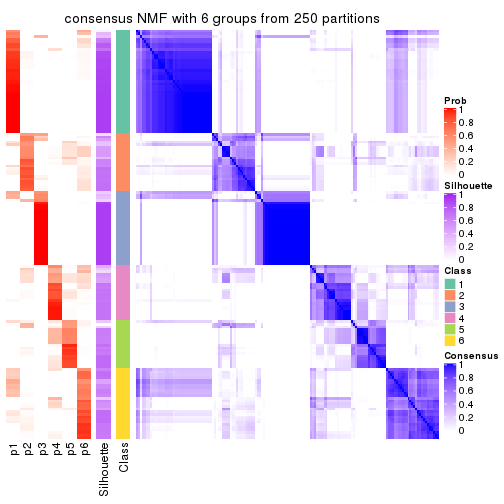 consensus NMF with 6 groups from 250 partitions
Prob
1
0.8
0.6
0.4
0.2
0
Silhouette
1
0.8
0.6
0.4
0.2
0
Class
1
2
3
4
5
6
Consensus
1
0.8
0.6
0.4
0.2
0
p1
p2
p3
p4
p5
p6
Silhouette
Class